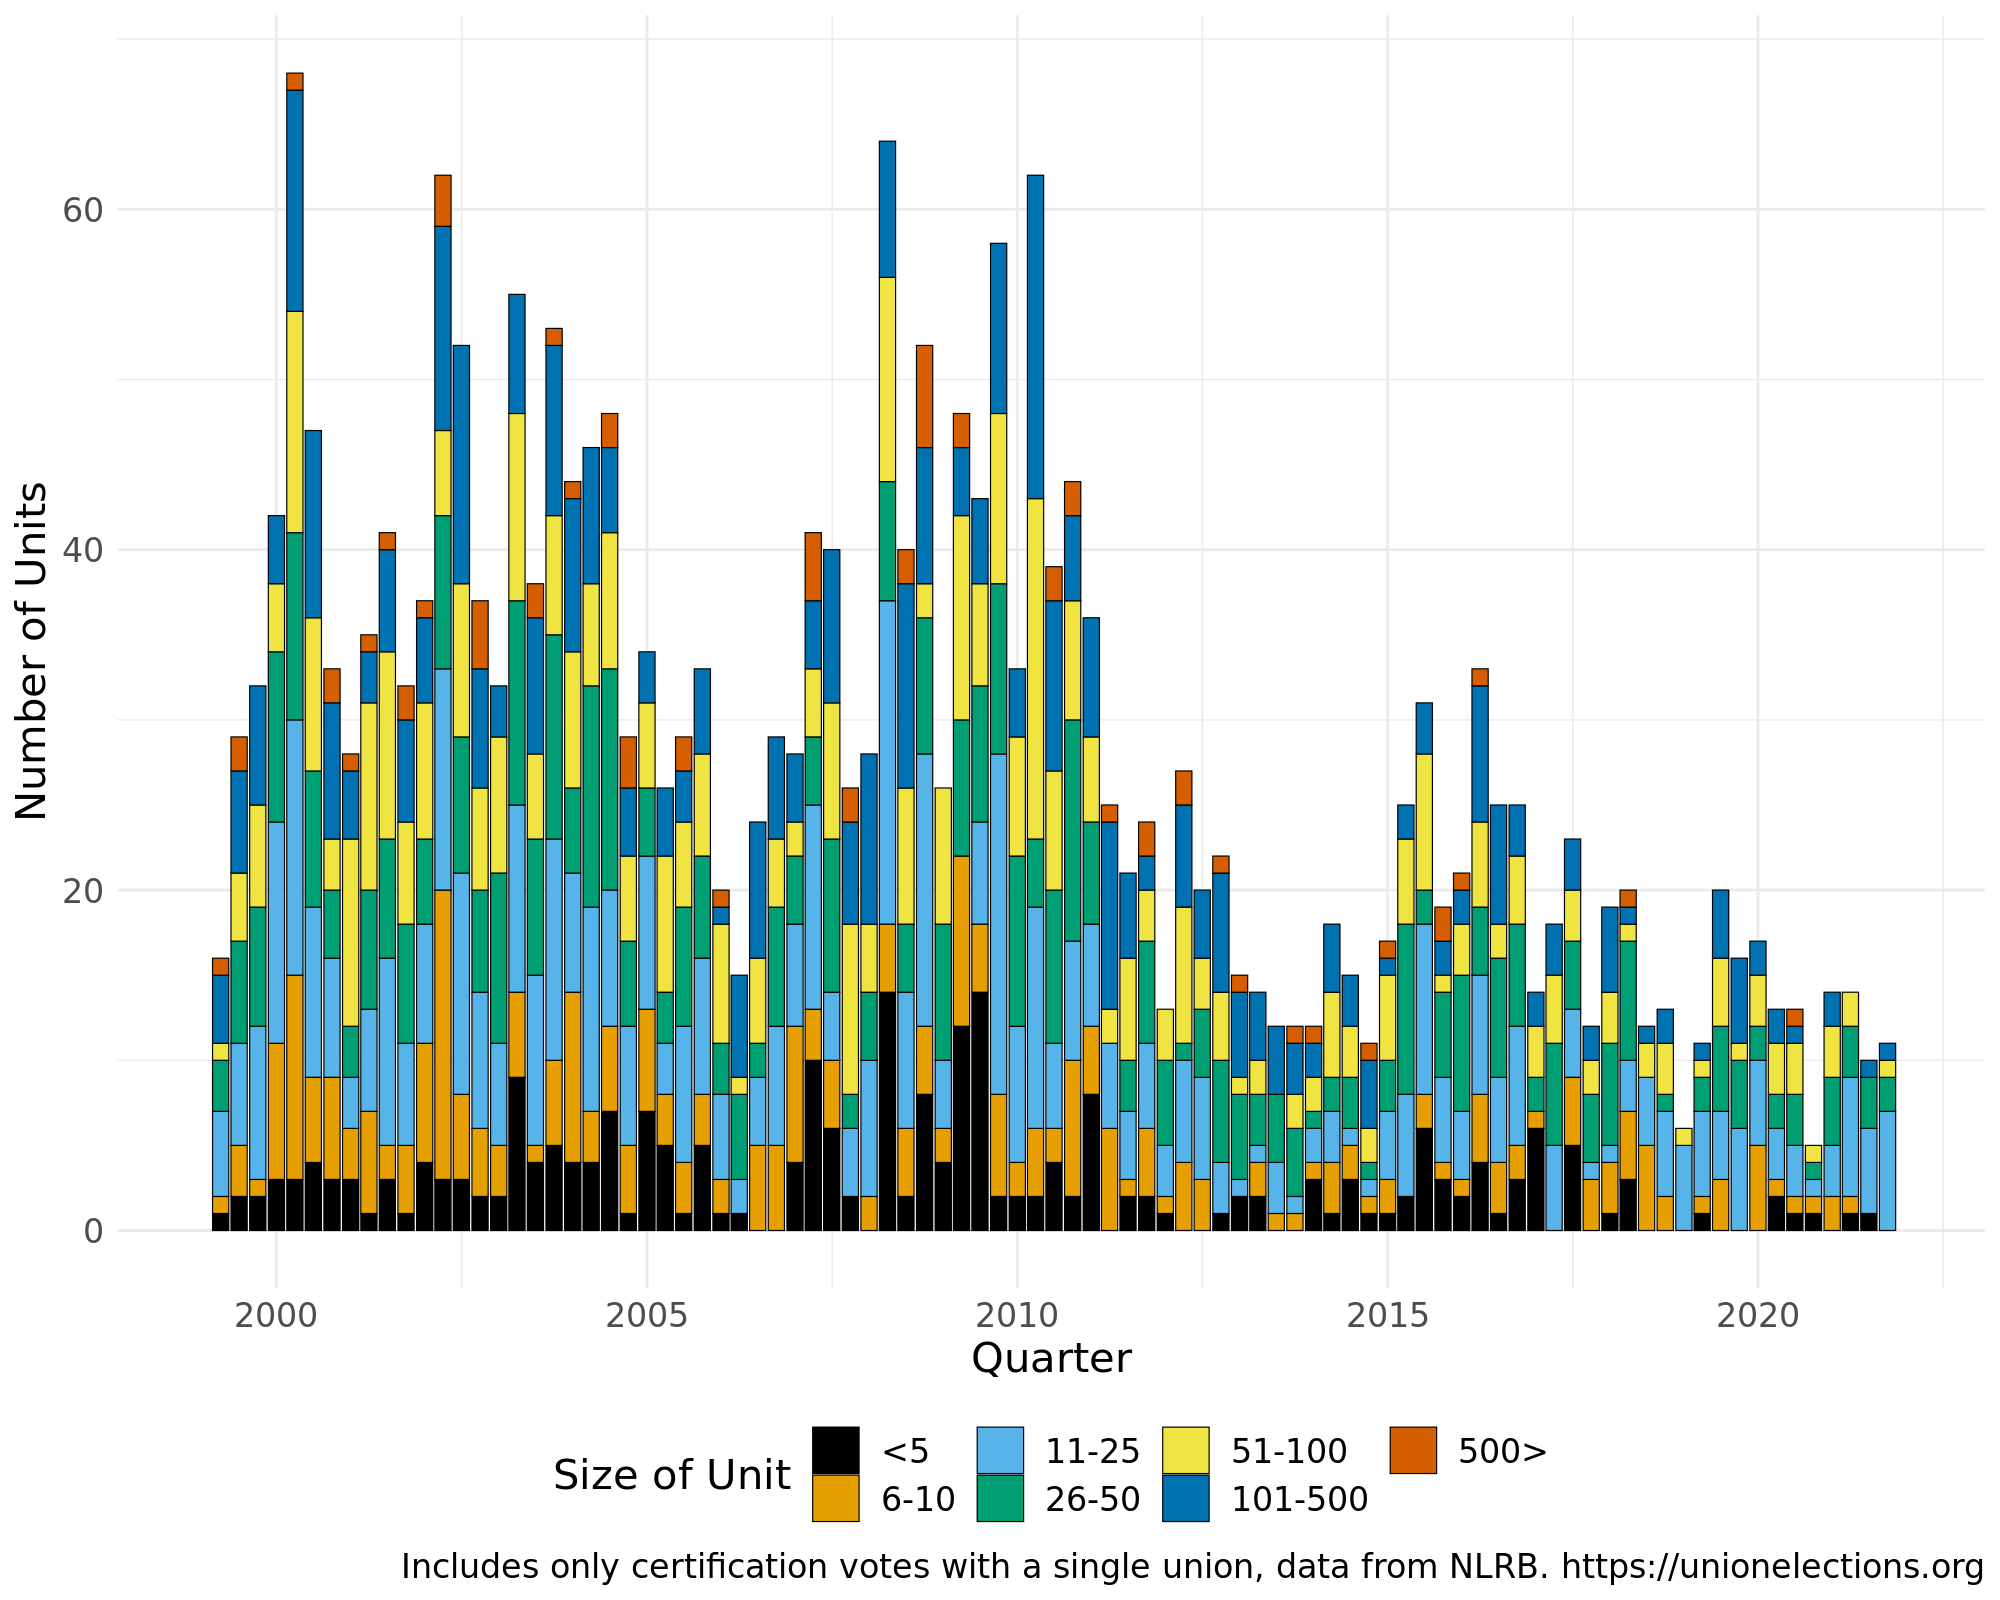 60
40
20
0
Number of Units
2000 2005 2010 2015 2020
Quarter
Size of Unit
<5 11-25 51-100 500>
6-10 26-50 101-500
Includes only certification votes with a single union, data from NLRB. https://unionelections.org